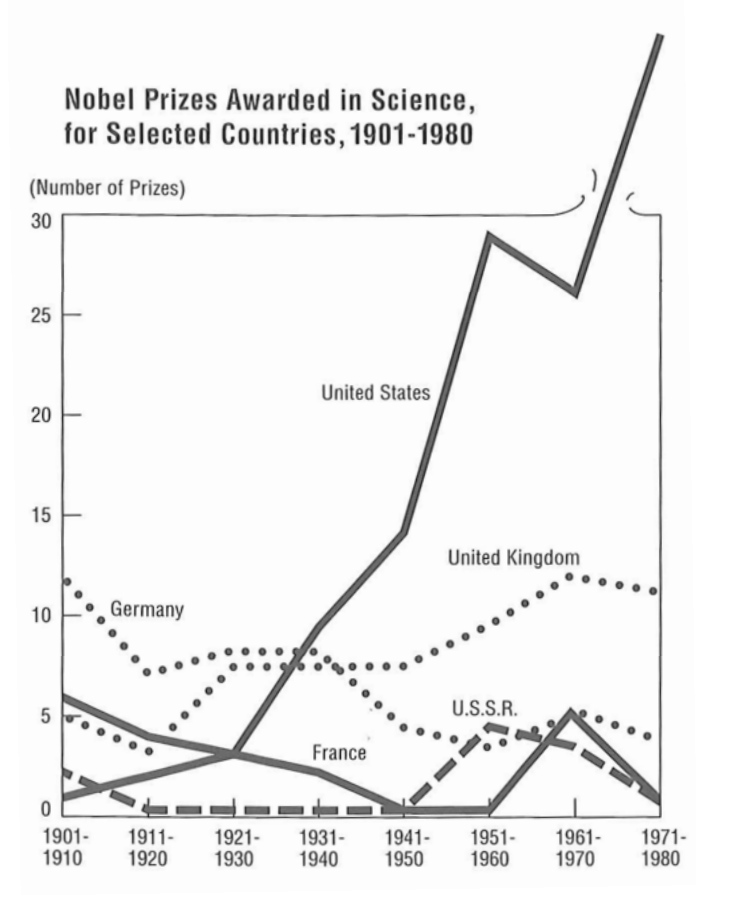 Nobel Prizes Awarded in Science,
for Selected Countries, 1901-1980
(Number of Prizes)
30
25
20
15
10
5
0
United States
United Kingdom
Germany
U.S.S.R.
France
1901-
1910
1911-
1920
1921-
1930
1931-
1940
1941-
1950
1951-
1960
1961-
1970
1971-
1980